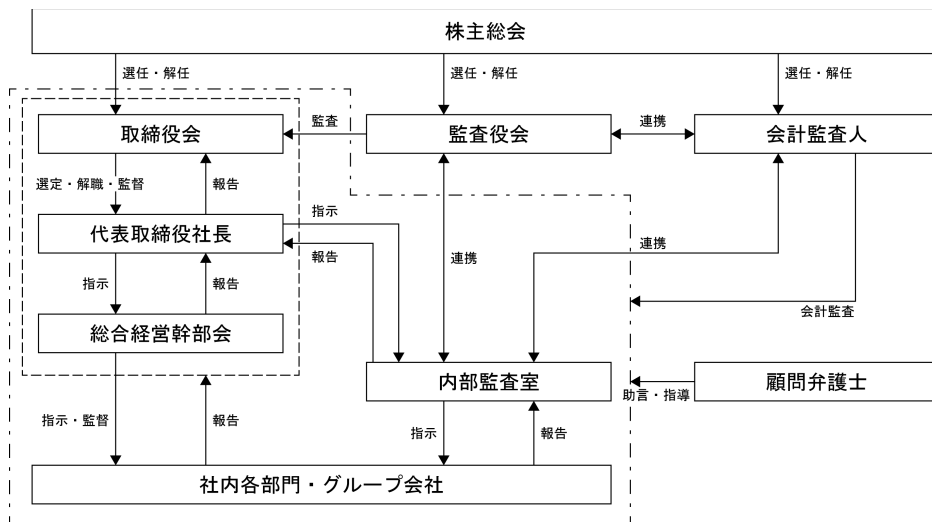 株主総会
選任・解任
選任・解任
選任・解任
取締役会
監査
監査役会
連携
会計監査人
選定・解職・監督
報告
代表取締役社長
指示
報告
連携
連携
指示
報告
会計監査
総合経営幹部会
内部監査室
顧問弁護士
助言・指導
指示・監督
報告
指示
報告
社内各部門・グループ会社